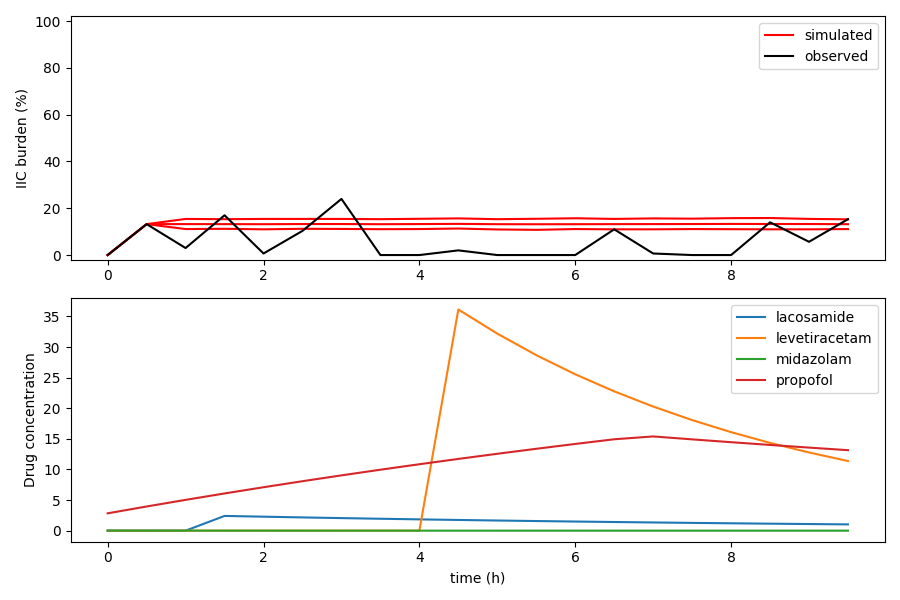 IIC burden (%)
100
80
60
40
20
0
simulated
observed
0 2 4 6 8
Drug concentration
35
30
25
20
15
10
5
0
lacosamide
levetiracetam
midazolam
propofol
0 2 4 6 8
time (h)